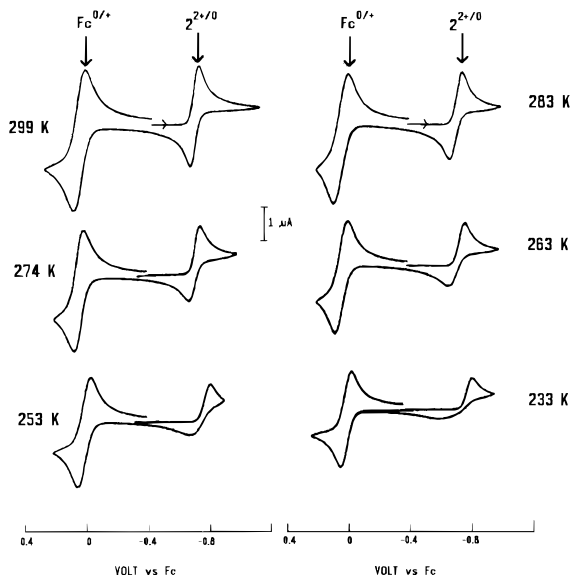 Fc⁰/⁺ 2²⁺/⁰ Fc⁰/⁺ 2²⁺/⁰
299 K 283 K
1 μA
274 K 263 K
253 K 233 K
0.4 0 -0.4 -0.8 0.4 0 -0.4 -0.8
VOLT vs Fc VOLT vs Fc